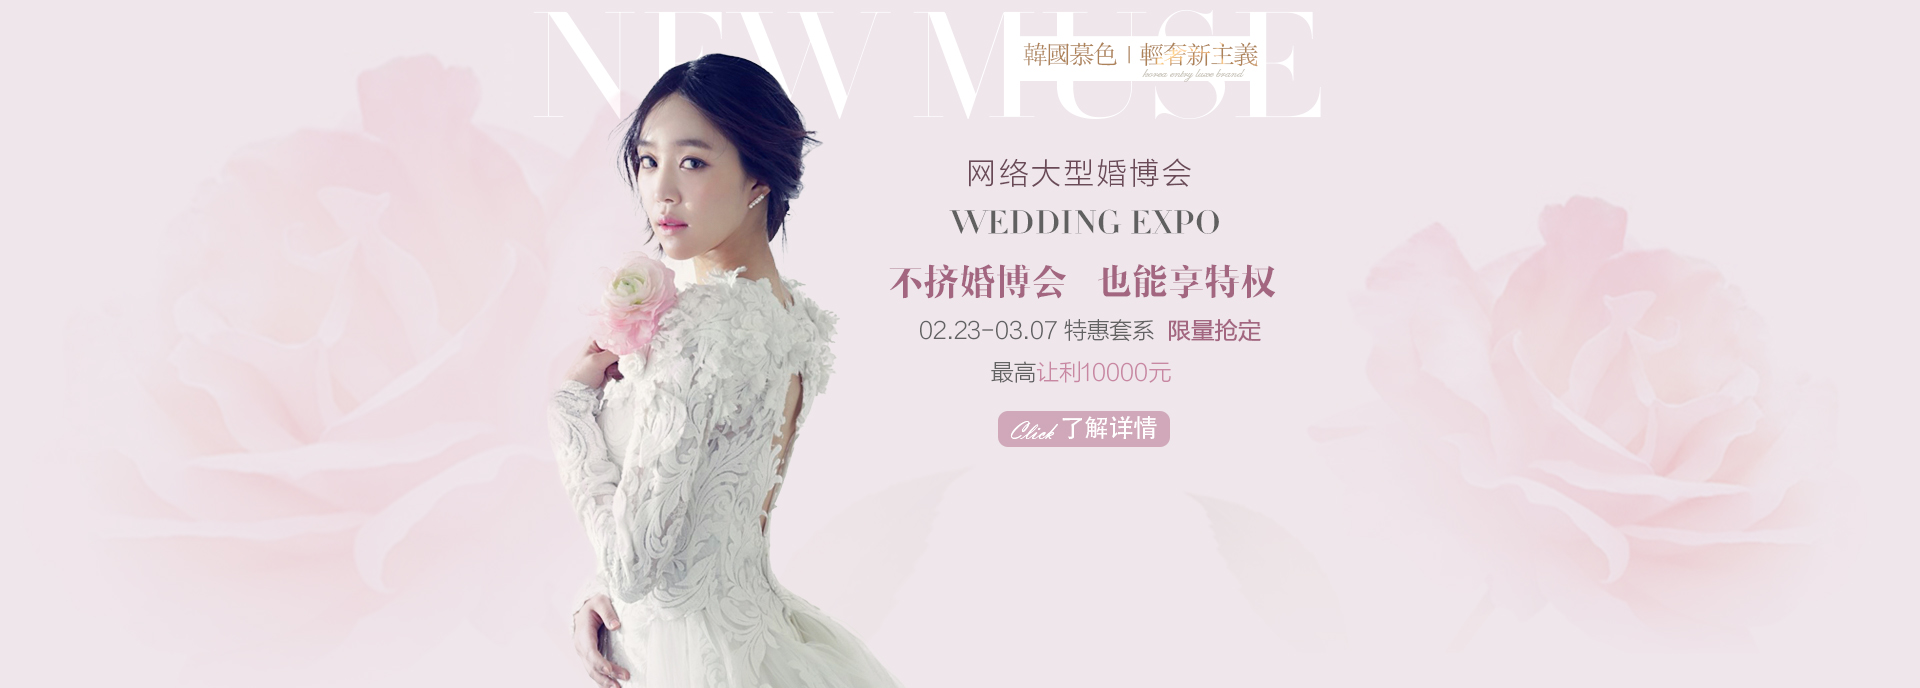 NEW MUSE
韓國慕色 | 輕奢新主義
korea entry luxe brand
网络大型婚博会
WEDDING EXPO
不挤婚博会 也能享特权
02.23-03.07 特惠套系 限量抢定
最高让利10000元
Click 了解详情